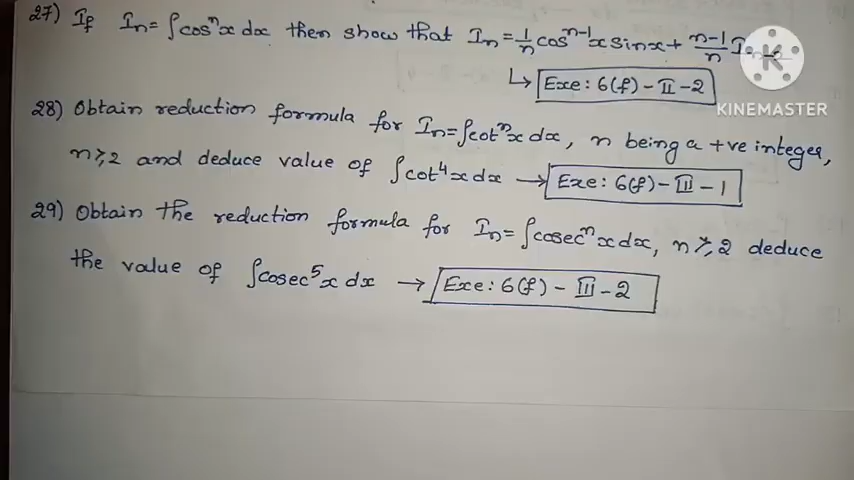 27) If In = ∫cosⁿx dx then show that In = 1/n cosⁿ⁻¹x sinx + n-1/n I
↳ Exe: 6(f) - II - 2
KINEMASTER
28) Obtain reduction formula for In = ∫cotⁿx dx, n being a +ve integer,
n≥2 and deduce value of ∫cot⁴x dx → Exe: 6(f) - III - 1
29) Obtain the reduction formula for In = ∫cosecⁿx dx, n≥2 deduce
the value of ∫cosec⁵x dx → Exe: 6(f) - III - 2